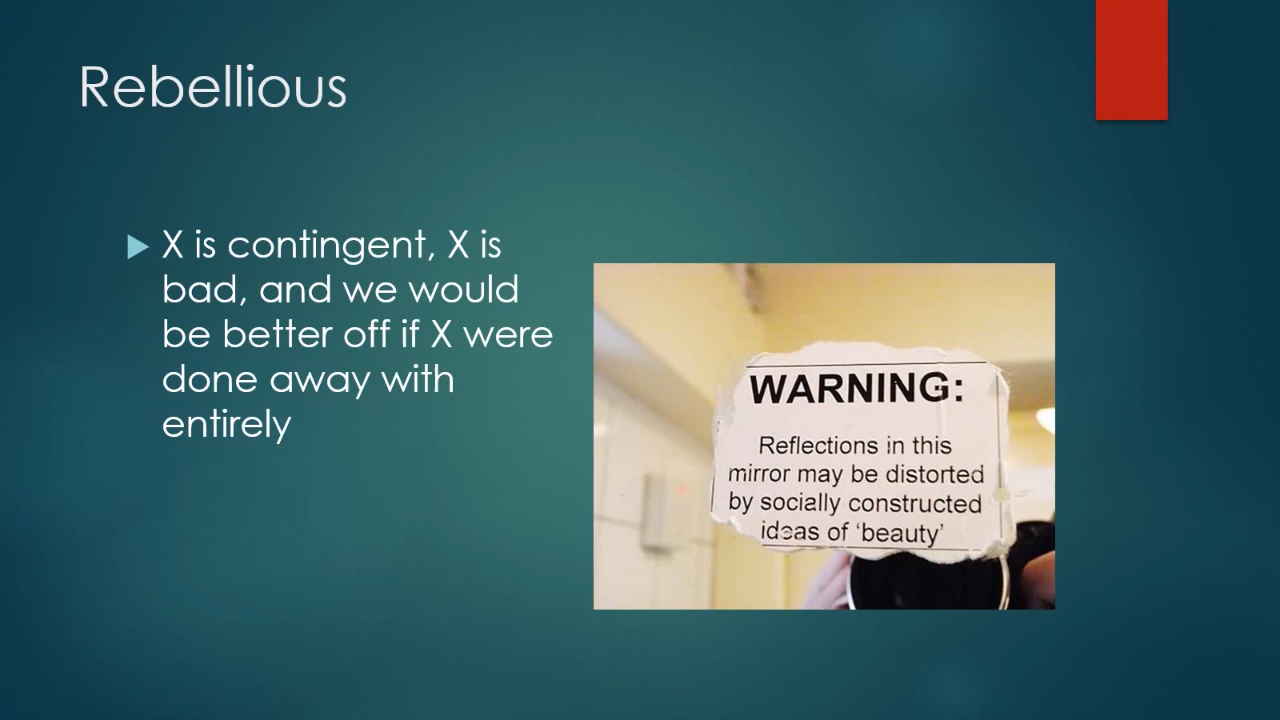 Rebellious
X is contingent, X is
bad, and we would
be better off if X were
done away with
entirely
WARNING:
Reflections in this
mirror may be distorted
by socially constructed
ideas of ‘beauty’